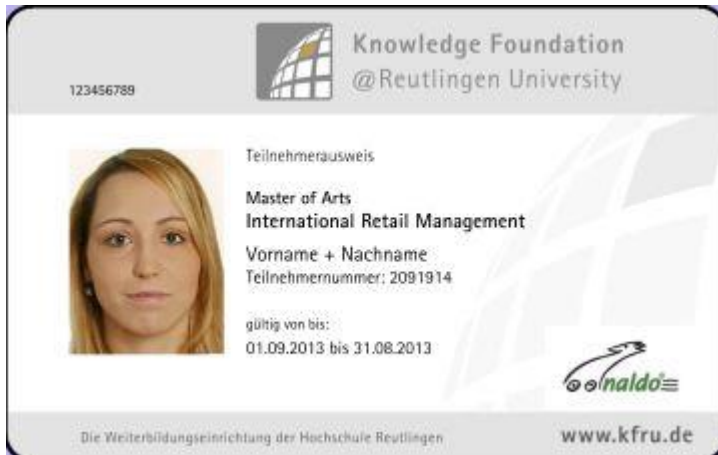 Knowledge Foundation
@Reutlingen University
123456789
Teilnehmerausweis
Master of Arts
International Retail Management
Vorname + Nachname
Teilnehmernummer: 2091914
gültig von bis:
01.09.2013 bis 31.08.2013
naldo
Die Weiterbildungseinrichtung der Hochschule Reutlingen
www.kfru.de